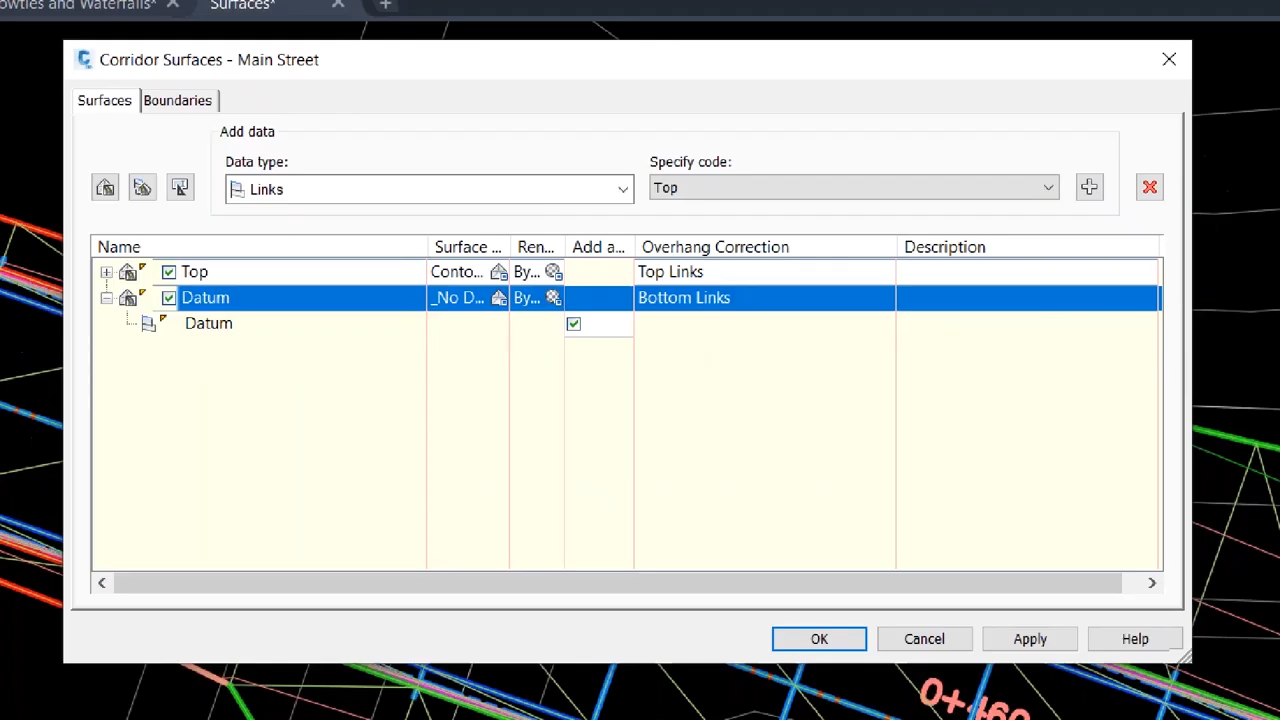 owties and Waterfalls* Surfaces*
Corridor Surfaces - Main Street
Surfaces Boundaries
Add data
Data type: Specify code:
Links Top
Name Surface ... Ren... Add a... Overhang Correction Description
Top Conto... By... Top Links
Datum _No D... By... Bottom Links
Datum
OK Cancel Apply Help